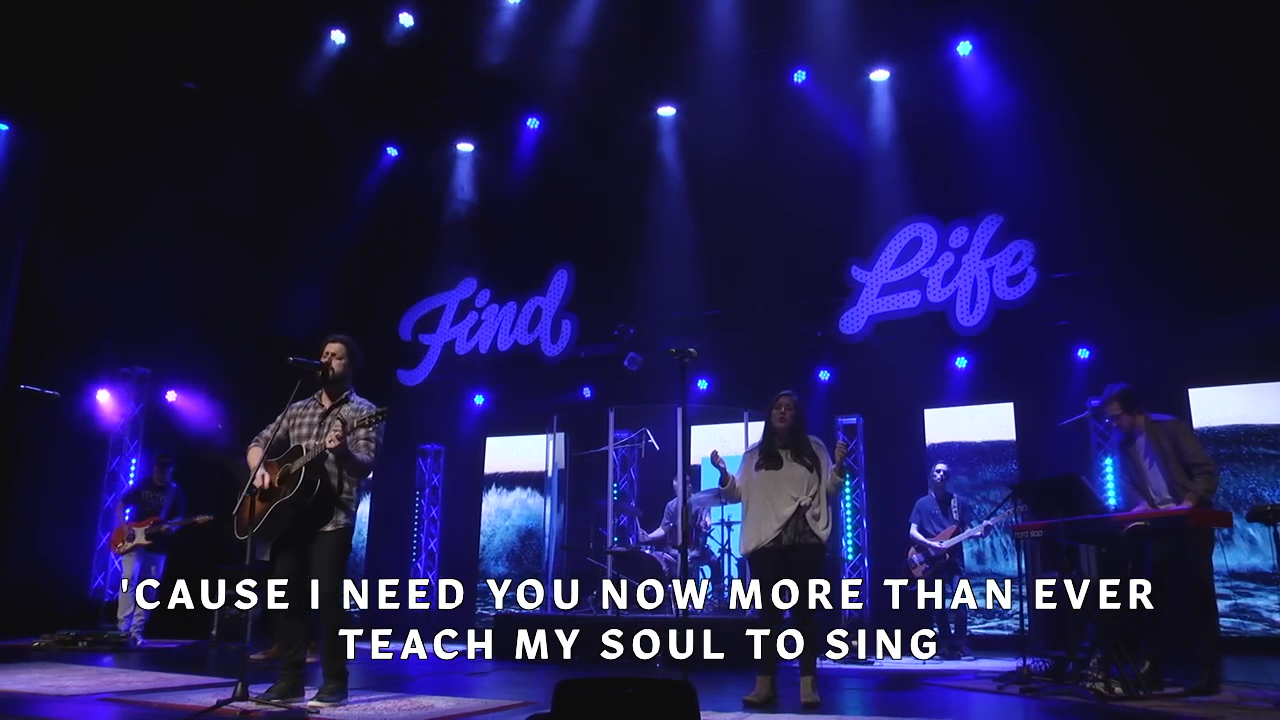 Find
Life
'CAUSE I NEED YOU NOW MORE THAN EVER
TEACH MY SOUL TO SING